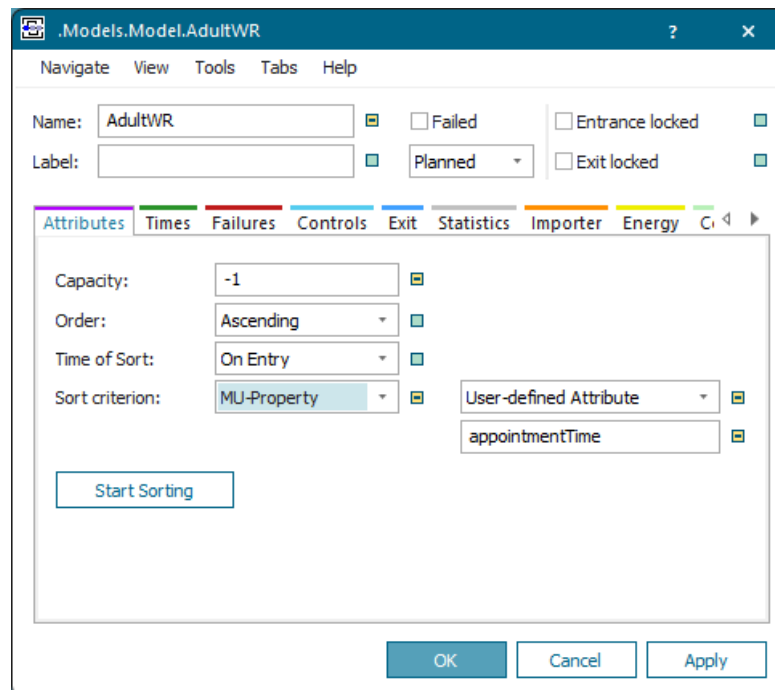 .Models.Model.AdultWR ? ×
Navigate View Tools Tabs Help
Name: AdultWR Failed Entrance locked
Label: Planned Exit locked
Attributes Times Failures Controls Exit Statistics Importer Energy
Capacity: -1
Order: Ascending
Time of Sort: On Entry
Sort criterion: MU-Property User-defined Attribute
appointmentTime
Start Sorting
OK Cancel Apply